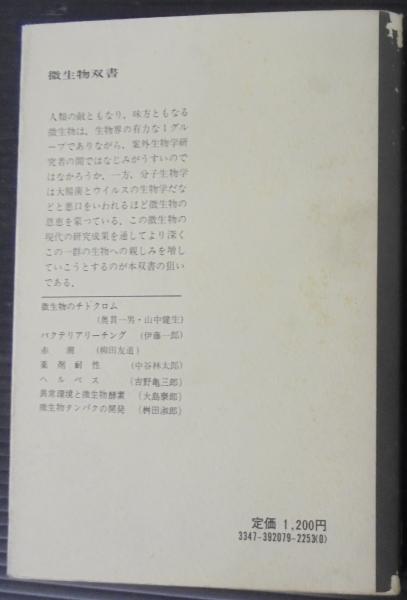 微生物双書
人類の敵ともなり、味方ともなる
微生物は、生物界の有力な1グル
ープでありながら、案外生物学研
究者の間ではなじみがうすいので
はなかろうか。一方、分子生物学
は大腸菌とウイルスの生物学だな
どと悪口をいわれるほど微生物の
恩恵を蒙っている。この微生物の
現代の研究成果を通してより深く
この一群の生物への親しみを増し
ていこうとするのが本双書の狙い
である。
微生物のチトクロム
(奥貫一男・山中健生)
バクテリアリーチング (伊藤一郎)
赤潮 (柳田友道)
薬剤耐性 (中谷林太郎)
ヘルペス (吉野亀三郎)
異常環境と微生物酵素 (大島泰郎)
微生物タンパクの開発 (桝田淑郎)
定価 1,200円
3347-392079-2253(0)